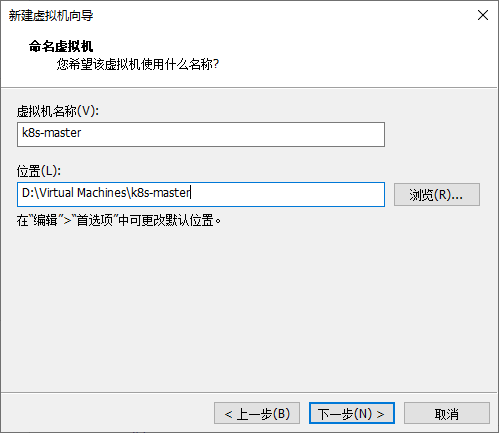 新建虚拟机向导
命名虚拟机
您希望该虚拟机使用什么名称?
虚拟机名称(V):
k8s-master
位置(L):
D:\Virtual Machines\k8s-master
浏览(R)...
在“编辑”>“首选项”中可更改默认位置。
< 上一步(B)
下一步(N) >
取消